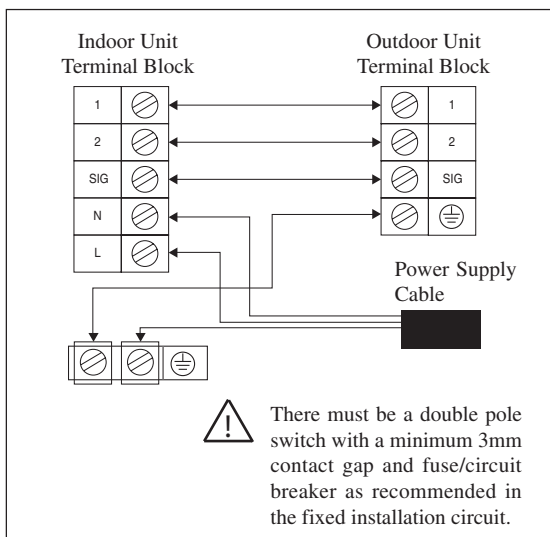 Indoor Unit
Terminal Block
Outdoor Unit
Terminal Block
1
2
SIG
N
L
1
2
SIG
Power Supply
Cable
There must be a double pole
switch with a minimum 3mm
contact gap and fuse/circuit
breaker as recommended in
the fixed installation circuit.